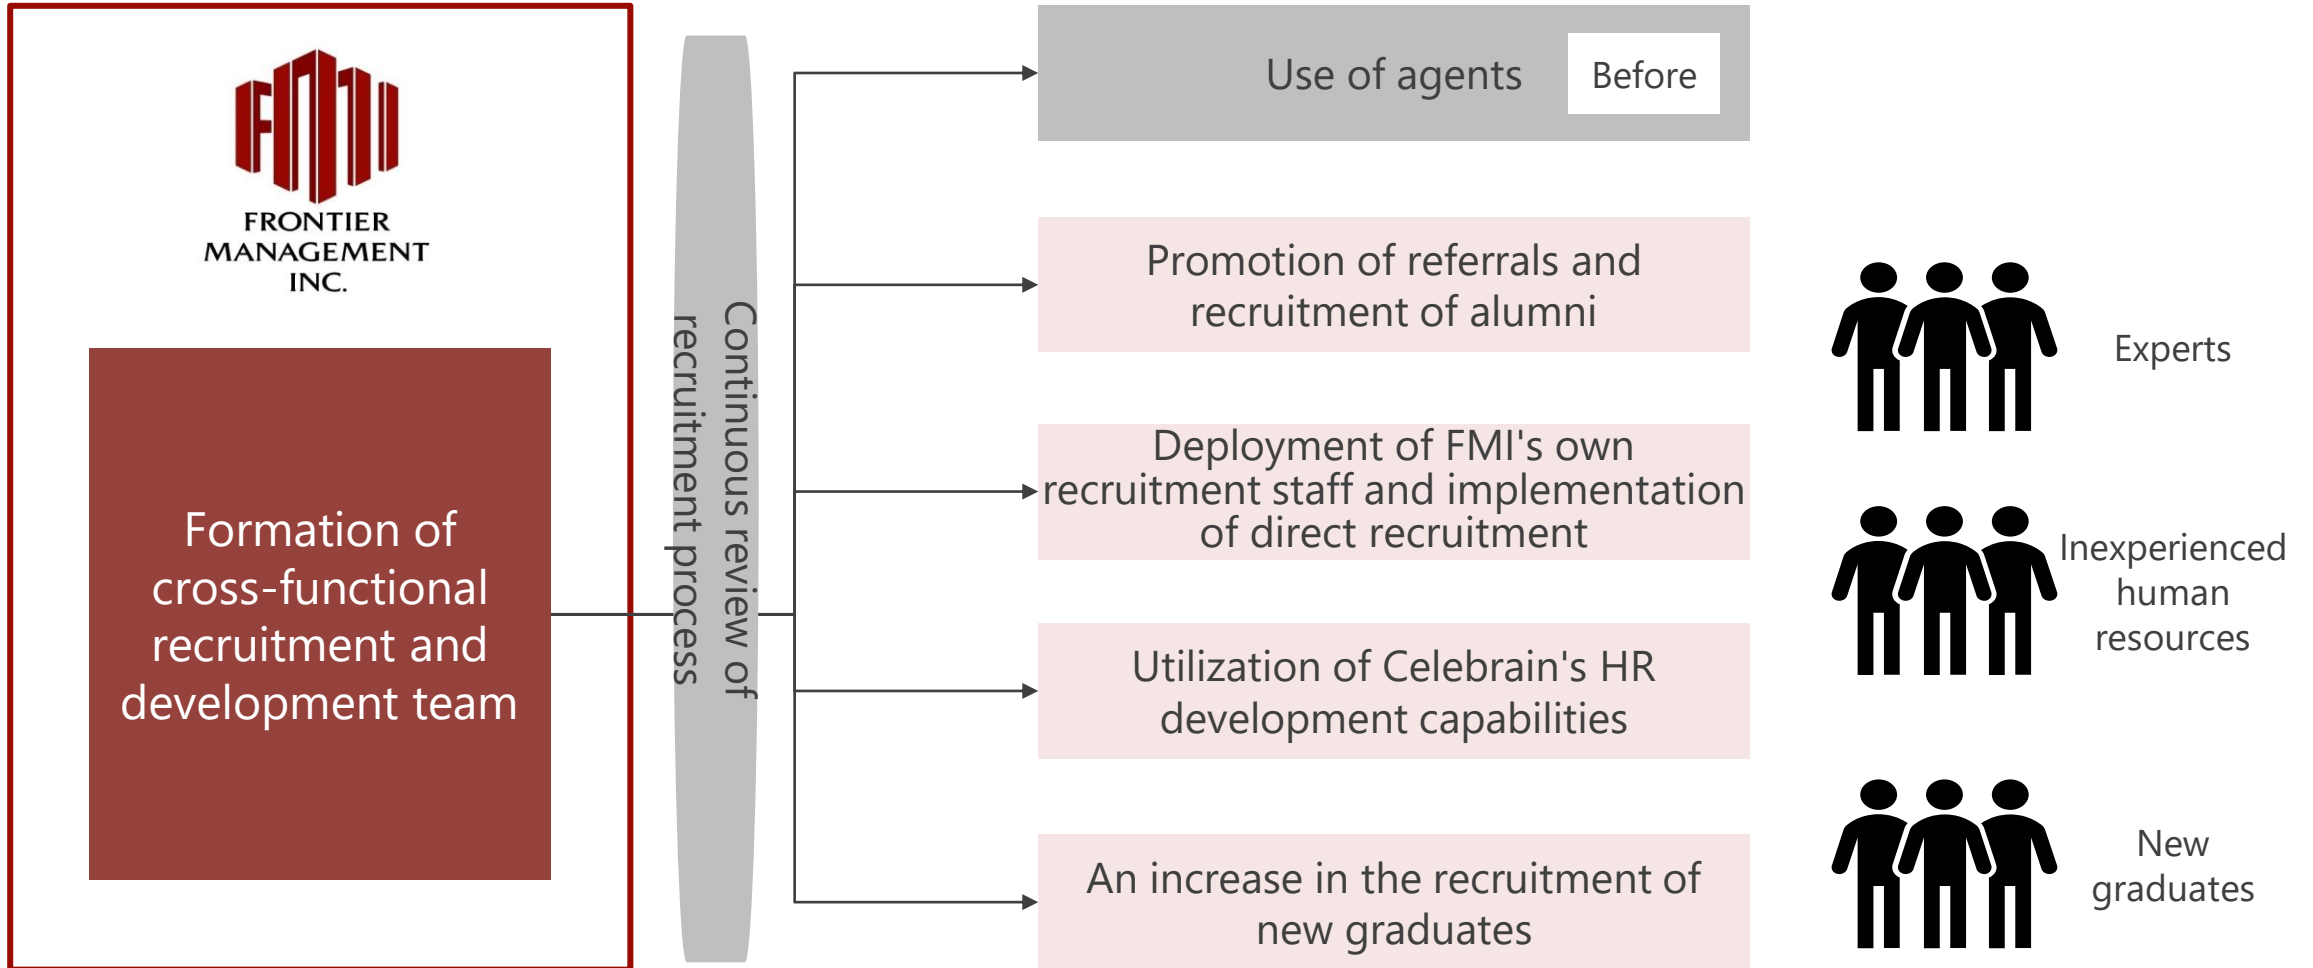 FMI
FRONTIER
MANAGEMENT
INC.
Formation of
cross-functional
recruitment and
development team
Continuous review of
recruitment process
Use of agents
Before
Promotion of referrals and
recruitment of alumni
Deployment of FMI's own
recruitment staff and implementation
of direct recruitment
Utilization of Celebrain's HR
development capabilities
An increase in the recruitment of
new graduates
Experts
Inexperienced
human
resources
New
graduates